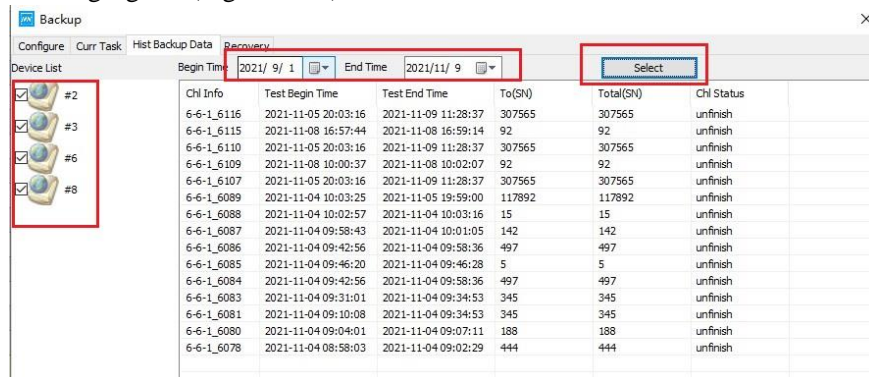 Backup
Configure Curr Task Hist Backup Data Recovery
Device List Begin Time 2021/ 9/ 1 End Time 2021/11/ 9 Select
#2
#3
#6
#8
Chl Info Test Begin Time Test End Time To(SN) Total(SN) Chl Status
6-6-1_6116 2021-11-05 20:03:16 2021-11-09 11:28:37 307565 307565 unfinish
6-6-1_6115 2021-11-08 16:57:44 2021-11-08 16:59:14 92 92 unfinish
6-6-1_6110 2021-11-05 20:03:16 2021-11-09 11:28:37 307565 307565 unfinish
6-6-1_6109 2021-11-08 10:00:37 2021-11-08 10:02:07 92 92 unfinish
6-6-1_6107 2021-11-05 20:03:16 2021-11-09 11:28:37 307565 307565 unfinish
6-6-1_6089 2021-11-04 10:03:25 2021-11-05 19:59:00 117892 117892 unfinish
6-6-1_6088 2021-11-04 10:02:57 2021-11-04 10:03:16 15 15 unfinish
6-6-1_6087 2021-11-04 09:58:43 2021-11-04 10:01:05 142 142 unfinish
6-6-1_6086 2021-11-04 09:42:56 2021-11-04 09:58:36 497 497 unfinish
6-6-1_6085 2021-11-04 09:46:20 2021-11-04 09:46:28 5 5 unfinish
6-6-1_6084 2021-11-04 09:42:56 2021-11-04 09:58:36 497 497 unfinish
6-6-1_6083 2021-11-04 09:31:01 2021-11-04 09:34:53 345 345 unfinish
6-6-1_6081 2021-11-04 09:10:08 2021-11-04 09:34:53 345 345 unfinish
6-6-1_6080 2021-11-04 09:04:01 2021-11-04 09:07:11 188 188 unfinish
6-6-1_6078 2021-11-04 08:58:03 2021-11-04 09:02:29 444 444 unfinish